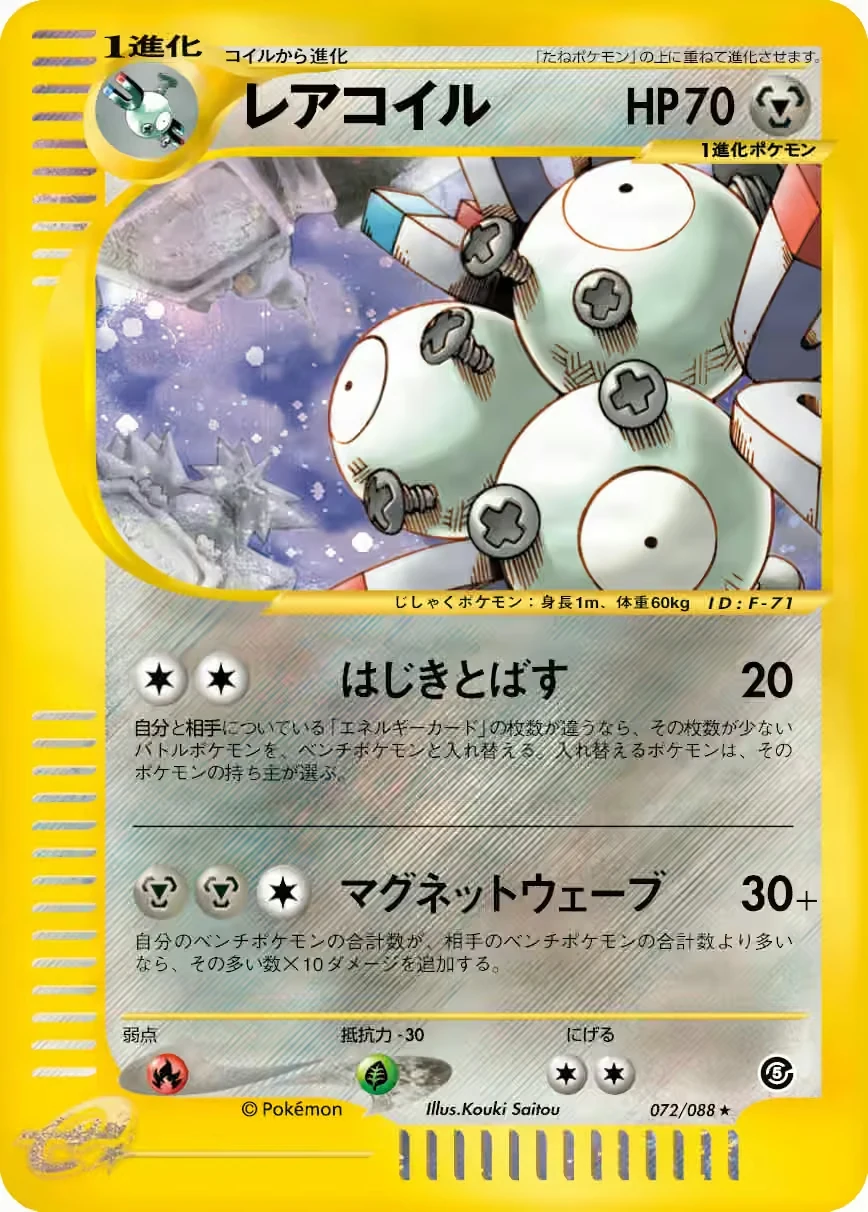 1進化
コイルから進化
「たねポケモン」の上に重ねて進化させます。
レアコイル
HP70
1進化ポケモン
じしゃくポケモン：身長1m、体重60kg ID：F-71
はじきとばす 20
自分と相手についている「エネルギーカード」の枚数が違うなら、その枚数が少ない
バトルポケモンを、ベンチポケモンと入れ替える。入れ替えるポケモンは、その
ポケモンの持ち主が選ぶ。
マグネットウェーブ 30+
自分のベンチポケモンの合計数が、相手のベンチポケモンの合計数より多い
なら、その多い数×10ダメージを追加する。
弱点 抵抗力-30 にげる
5
© Pokémon Illus.Kouki Saitou 072/088★